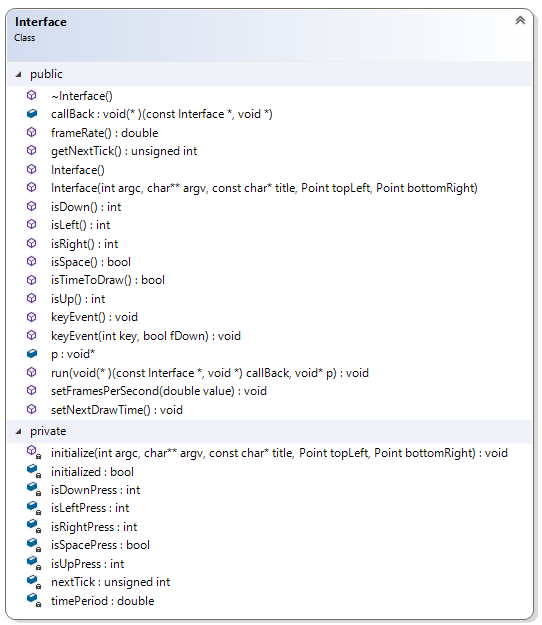 Interface
Class
public
~Interface()
callBack : void(* )(const Interface *, void *)
frameRate() : double
getNextTick() : unsigned int
Interface()
Interface(int argc, char** argv, const char* title, Point topLeft, Point bottomRight)
isDown() : int
isLeft() : int
isRight() : int
isSpace() : bool
isTimeToDraw() : bool
isUp() : int
keyEvent() : void
keyEvent(int key, bool fDown) : void
p : void*
run(void(* )(const Interface *, void *) callBack, void* p) : void
setFramesPerSecond(double value) : void
setNextDrawTime() : void
private
initialize(int argc, char** argv, const char* title, Point topLeft, Point bottomRight) : void
initialized : bool
isDownPress : int
isLeftPress : int
isRightPress : int
isSpacePress : bool
isUpPress : int
nextTick : unsigned int
timePeriod : double